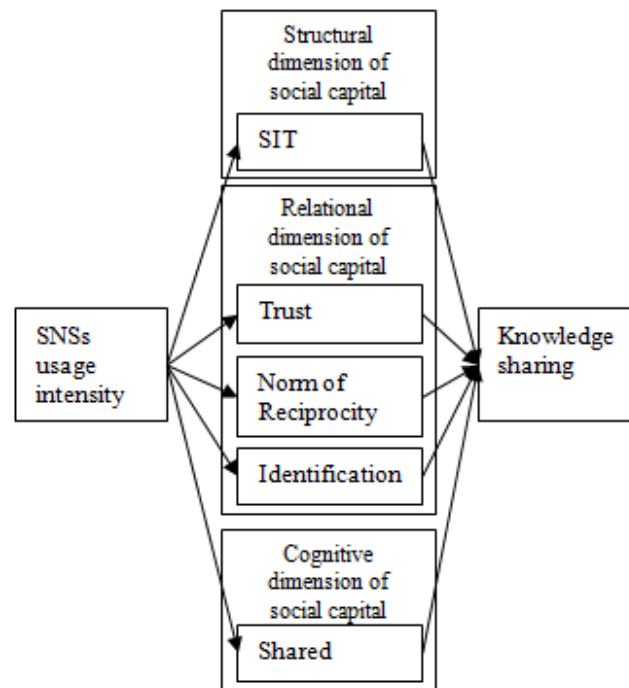 Structural
dimension of
social capital
SIT
Relational
dimension of
social capital
Trust
Norm of
Reciprocity
Identification
SNSs
usage
intensity
Knowledge
sharing
Cognitive
dimension of
social capital
Shared